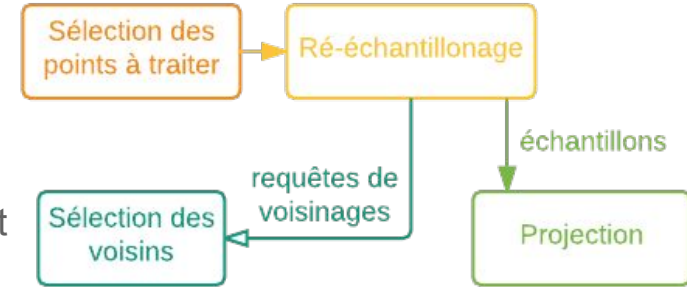 Sélection des
points à traiter
Ré-échantillonage
échantillons
requêtes de
voisinages
t
Sélection des
voisins
Projection